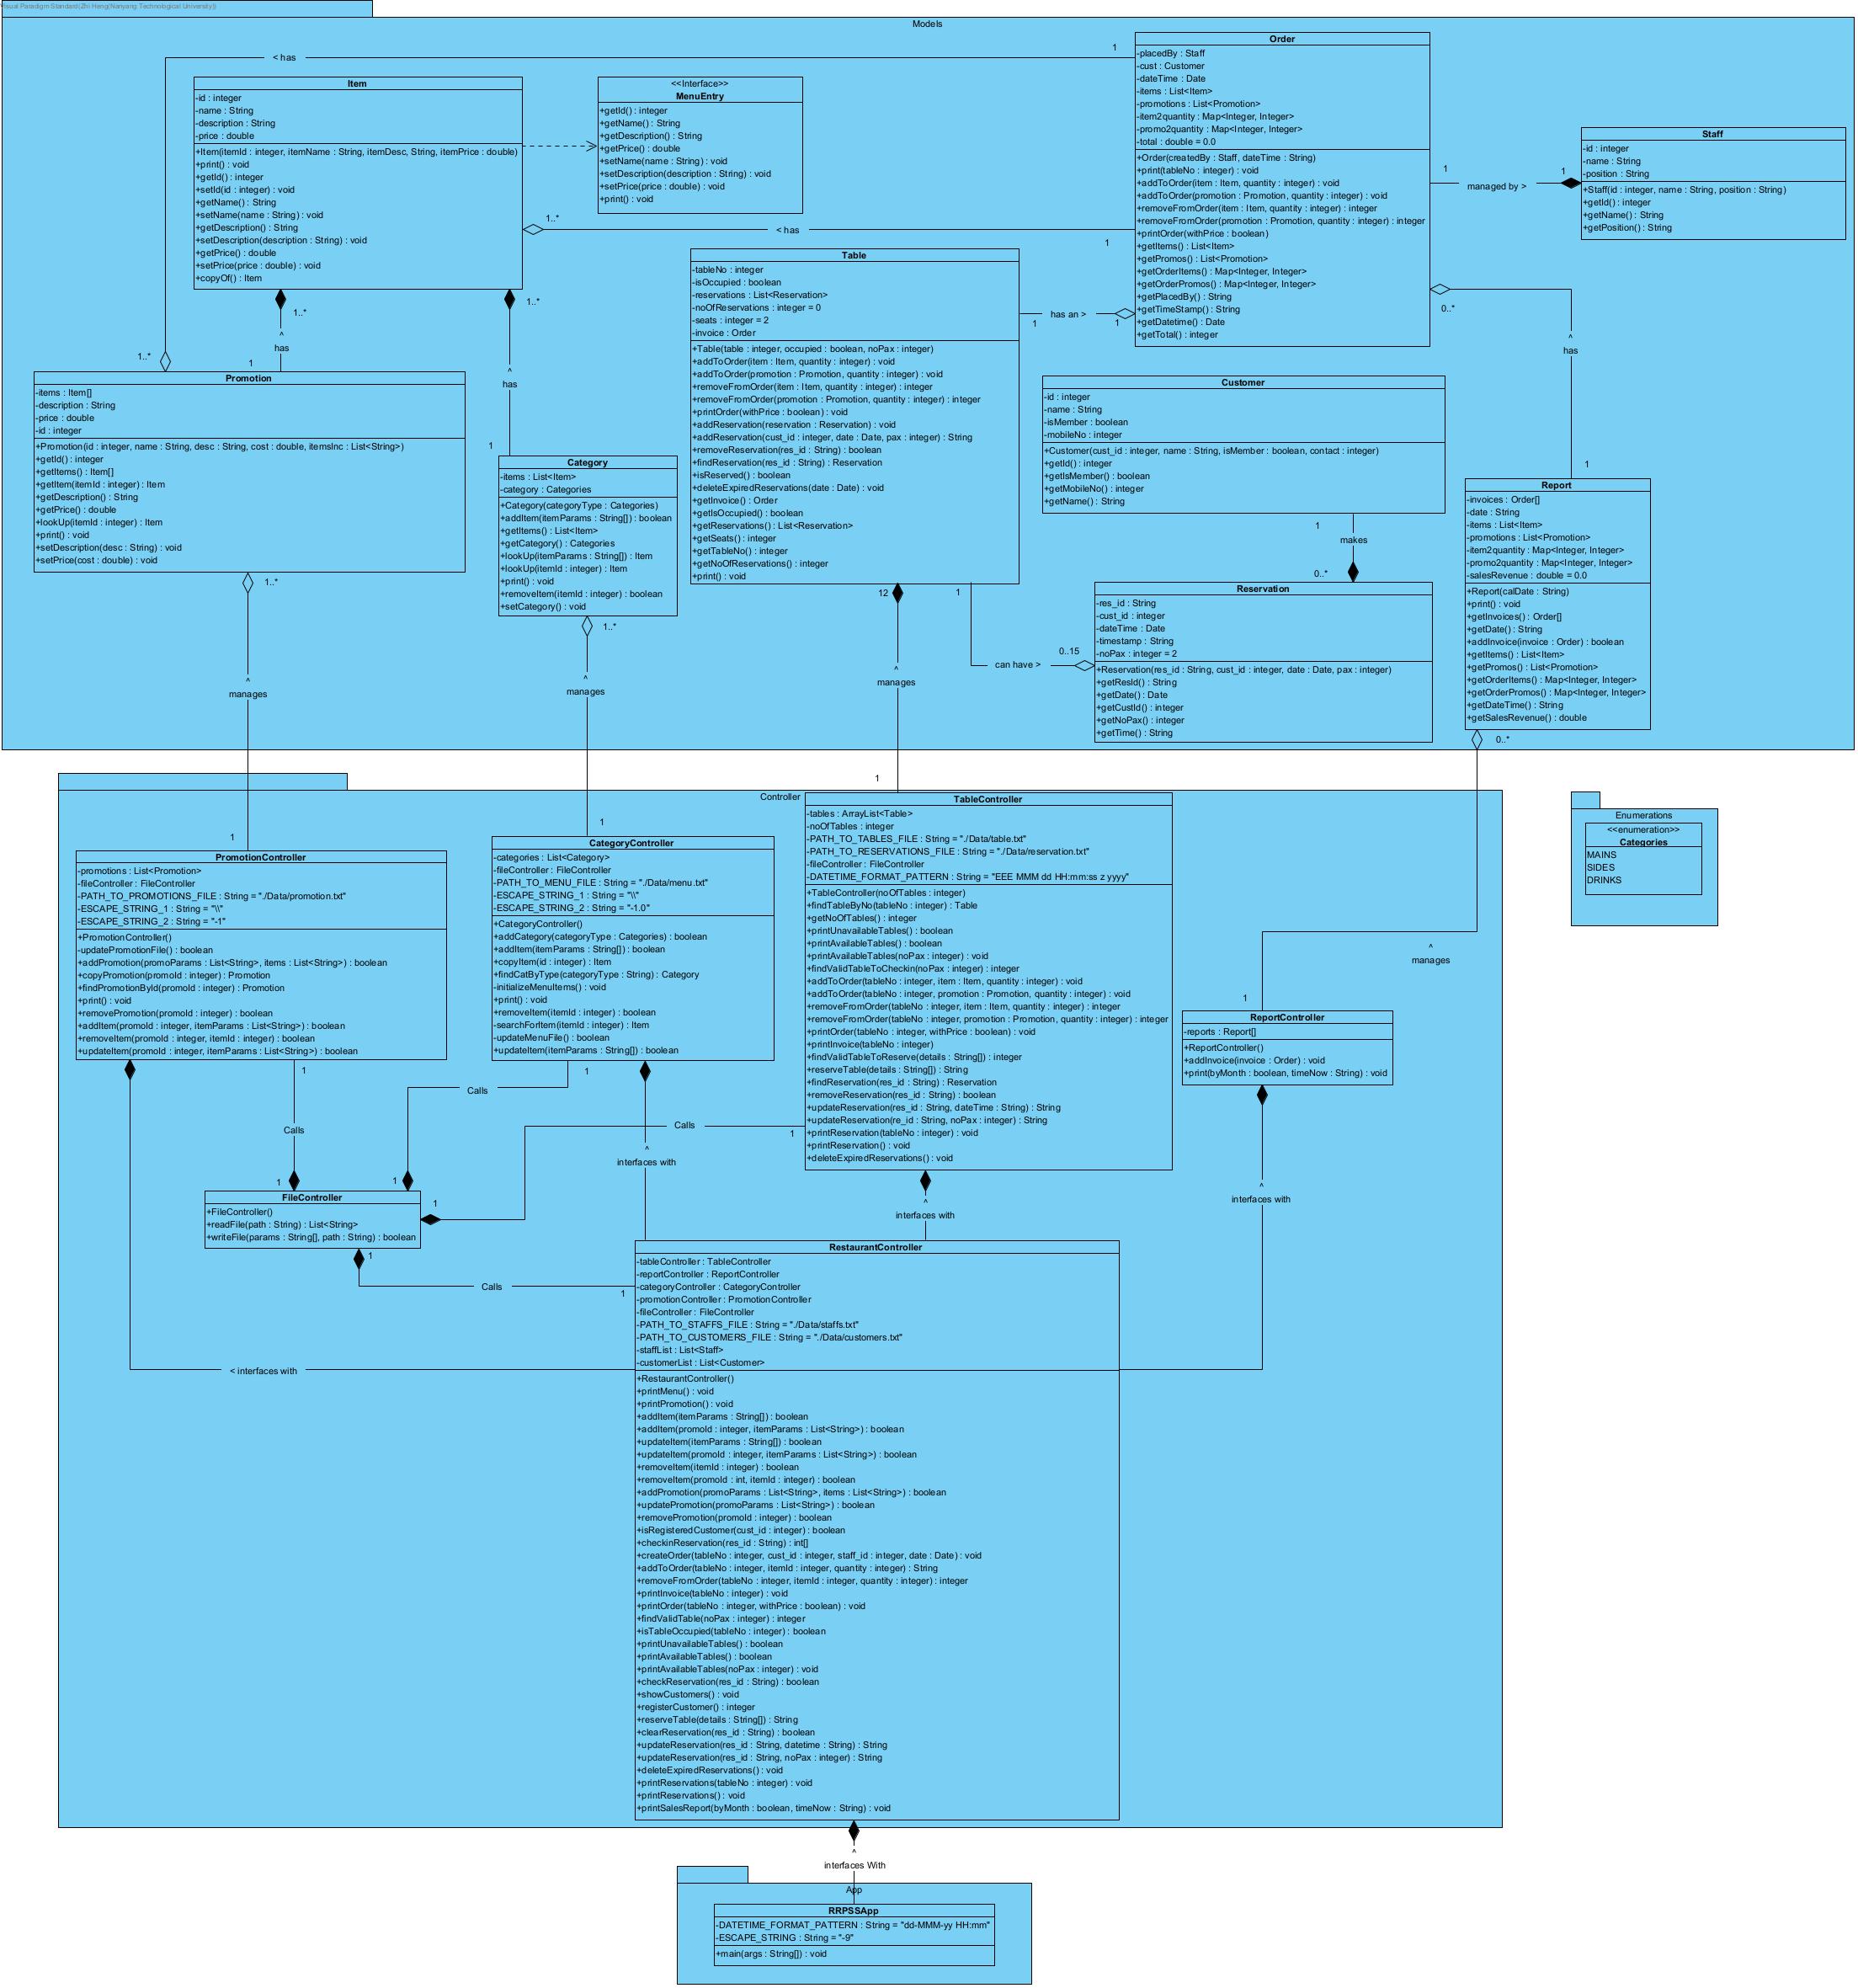 Visual Paradigm Standard(Zhi Heng(Nanyang Technological University))
Models
Order
-placedBy : Staff
-cust : Customer
-dateTime : Date
-items : List<Item>
-promotions : List<Promotion>
-item2quantity : Map<Integer, Integer>
-promo2quantity : Map<Integer, Integer>
-total : double = 0.0
+Order(createdBy : Staff, dateTime : String)
+print(tableNo : integer) : void
+addToOrder(item : Item, quantity : integer) : void
+addToOrder(promotion : Promotion, quantity : integer) : void
+removeFromOrder(item : Item, quantity : integer) : integer
+removeFromOrder(promotion : Promotion, quantity : integer) : integer
+printOrder(withPrice : boolean)
+getItems() : List<Item>
+getPromos() : List<Promotion>
+getOrderItems() : Map<Integer, Integer>
+getOrderPromos() : Map<Integer, Integer>
+getPlacedBy() : String
+getTimeStamp() : String
+getDatetime() : Date
+getTotal() : integer
1
< has
1..*
Item
-id : integer
-name : String
-description : String
-price : double
+Item(itemId : integer, itemName : String, itemDesc, String, itemPrice : double)
+print() : void
+getId() : integer
+setId(id : integer) : void
+getName() : String
+setName(name : String) : void
+getDescription() : String
+setDescription(description : String) : void
+getPrice() : double
+setPrice(price : double) : void
+copyOf() : Item
<<Interface>>
MenuEntry
+getId() : integer
+getName() : String
+getDescription() : String
+getPrice() : double
+setName(name : String) : void
+setDescription(description : String) : void
+setPrice(price : double) : void
+print() : void
1..*
< has
1
Staff
-id : integer
-name : String
-position : String
+Staff(id : integer, name : String, position : String)
+getId() : integer
+getName() : String
+getPosition() : String
1
managed by >
1
Table
-tableNo : integer
-isOccupied : boolean
-reservations : List<Reservation>
-noOfReservations : integer = 0
-seats : integer = 2
-invoice : Order
+Table(table : integer, occupied : boolean, noPax : integer)
+addToOrder(item : Item, quantity : integer) : void
+addToOrder(promotion : Promotion, quantity : integer) : void
+removeFromOrder(item : Item, quantity : integer) : integer
+removeFromOrder(promotion : Promotion, quantity : integer) : integer
+printOrder(withPrice : boolean) : void
+addReservation(reservation : Reservation) : void
+addReservation(cust_id : integer, date : Date, pax : integer) : String
+removeReservation(res_id : String) : boolean
+findReservation(res_id : String) : Reservation
+isReserved() : boolean
+deleteExpiredReservations(date : Date) : void
+getInvoice() : Order
+getIsOccupied() : boolean
+getReservations() : List<Reservation>
+getSeats() : integer
+getTableNo() : integer
+getNoOfReservations() : integer
+print() : void
1
has an >
1
1..*
^
has
1
1..*
^
has
1
0..*
^
has
1
Promotion
-items : Item[]
-description : String
-price : double
-id : integer
+Promotion(id : integer, name : String, desc : String, cost : double, itemsInc : List<String>)
+getId() : integer
+getItems() : Item[]
+getItem(itemId : integer) : Item
+getDescription() : String
+getPrice() : double
+lookUp(itemId : integer) : Item
+print() : void
+setDescription(desc : String) : void
+setPrice(cost : double) : void
Category
-items : List<Item>
-category : Categories
+Category(categoryType : Categories)
+addItem(itemParams : String[]) : boolean
+getItems() : List<Item>
+getCategory() : Categories
+lookUp(itemParams : String[]) : Item
+lookUp(itemId : integer) : Item
+print() : void
+removeItem(itemId : integer) : boolean
+setCategory() : void
Customer
-id : integer
-name : String
-isMember : boolean
-mobileNo : integer
+Customer(cust_id : integer, name : String, isMember : boolean, contact : integer)
+getId() : integer
+getIsMember() : boolean
+getMobileNo() : integer
+getName() : String
1
makes
0..*
Reservation
-res_id : String
-cust_id : integer
-dateTime : Date
-timestamp : String
-noPax : integer = 2
+Reservation(res_id : String, cust_id : integer, date : Date, pax : integer)
+getResId() : String
+getDate() : Date
+getCustId() : integer
+getNoPax() : integer
+getTime() : String
Report
-invoices : Order[]
-date : String
-items : List<Item>
-promotions : List<Promotion>
-item2quantity : Map<Integer, Integer>
-promo2quantity : Map<Integer, Integer>
-salesRevenue : double = 0.0
+Report(calDate : String)
+print() : void
+getInvoices() : Order[]
+getDate() : String
+addInvoice(invoice : Order) : boolean
+getItems() : List<Item>
+getPromos() : List<Promotion>
+getOrderItems() : Map<Integer, Integer>
+getOrderPromos() : Map<Integer, Integer>
+getDateTime() : String
+getSalesRevenue() : double
1
can have >
0..15
1..*
^
manages
1
1..*
^
manages
1
12
^
manages
1
0..*
^
manages
1
Controller
PromotionController
-promotions : List<Promotion>
-fileController : FileController
-PATH_TO_PROMOTIONS_FILE : String = "./Data/promotion.txt"
-ESCAPE_STRING_1 : String = "\\"
-ESCAPE_STRING_2 : String = "-1"
+PromotionController()
-updatePromotionFile() : boolean
+addPromotion(promoParams : List<String>, items : List<String>) : boolean
+copyPromotion(promoId : integer) : Promotion
+findPromotionById(promoId : integer) : Promotion
+print() : void
+removePromotion(promoId : integer) : boolean
+addItem(promoId : integer, itemParams : List<String>) : boolean
+removeItem(promoId : integer, itemId : integer) : boolean
+updateItem(promoId : integer, itemParams : List<String>) : boolean
CategoryController
-categories : List<Category>
-fileController : FileController
-PATH_TO_MENU_FILE : String = "./Data/menu.txt"
-ESCAPE_STRING_1 : String = "\\"
-ESCAPE_STRING_2 : String = "-1.0"
+CategoryController()
+addCategory(categoryType : Categories) : boolean
+addItem(itemParams : String[]) : boolean
+copyItem(id : integer) : Item
+findCatByType(categoryType : String) : Category
-initializeMenuItems() : void
+print() : void
+removeItem(itemId : integer) : boolean
-searchForItem(itemId : integer) : Item
-updateMenuFile() : boolean
+updateItem(itemParams : String[]) : boolean
TableController
-tables : ArrayList<Table>
-noOfTables : integer
-PATH_TO_TABLES_FILE : String = "./Data/table.txt"
-PATH_TO_RESERVATIONS_FILE : String = "./Data/reservation.txt"
-fileController : FileController
-DATETIME_FORMAT_PATTERN : String = "EEE MMM dd HH:mm:ss z yyyy"
+TableController(noOfTables : integer)
+findTableByNo(tableNo : integer) : Table
+getNoOfTables() : integer
+printUnavailableTables() : boolean
+printAvailableTables() : boolean
+printAvailableTables(noPax : integer) : void
+findValidTableToCheckin(noPax : integer) : integer
+addToOrder(tableNo : integer, item : Item, quantity : integer) : void
+addToOrder(tableNo : integer, promotion : Promotion, quantity : integer) : void
+removeFromOrder(tableNo : integer, item : Item, quantity : integer) : integer
+removeFromOrder(tableNo : integer, promotion : Promotion, quantity : integer) : integer
+printOrder(tableNo : integer, withPrice : boolean) : void
+printInvoice(tableNo : integer)
+findValidTableToReserve(details : String[]) : integer
+reserveTable(details : String[]) : String
+findReservation(res_id : String) : Reservation
+removeReservation(res_id : String) : boolean
+updateReservation(res_id : String, dateTime : String) : String
+updateReservation(re_id : String, noPax : integer) : String
+printReservation(tableNo : integer) : void
+printReservation() : void
+deleteExpiredReservations() : void
ReportController
-reports : Report[]
+ReportController()
+addInvoice(invoice : Order) : void
+print(byMonth : boolean, timeNow : String) : void
Enumerations
<<enumeration>>
Categories
MAINS
SIDES
DRINKS
1
Calls
1
1
Calls
1
Calls
1
1
^
interfaces with
^
interfaces with
^
interfaces with
FileController
+FileController()
+readFile(path : String) : List<String>
+writeFile(params : String[], path : String) : boolean
1
Calls
1
< interfaces with
RestaurantController
-tableController : TableController
-reportController : ReportController
-categoryController : CategoryController
-promotionController : PromotionController
-fileController : FileController
-PATH_TO_STAFFS_FILE : String = "./Data/staffs.txt"
-PATH_TO_CUSTOMERS_FILE : String = "./Data/customers.txt"
-staffList : List<Staff>
-customerList : List<Customer>
+RestaurantController()
+printMenu() : void
+printPromotion() : void
+addItem(itemParams : String[]) : boolean
+addItem(promoId : integer, itemParams : List<String>) : boolean
+updateItem(itemParams : String[]) : boolean
+updateItem(promoId : integer, itemParams : List<String>) : boolean
+removeItem(itemId : integer) : boolean
+removeItem(promoId : int, itemId : integer) : boolean
+addPromotion(promoParams : List<String>, items : List<String>) : boolean
+updatePromotion(promoParams : List<String>) : boolean
+removePromotion(promoId : integer) : boolean
+isRegisteredCustomer(cust_id : integer) : boolean
+checkinReservation(res_id : String) : int[]
+createOrder(tableNo : integer, cust_id : integer, staff_id : integer, date : Date) : void
+addToOrder(tableNo : integer, itemId : integer, quantity : integer) : String
+removeFromOrder(tableNo : integer, itemId : integer, quantity : integer) : integer
+printInvoice(tableNo : integer) : void
+printOrder(tableNo : integer, withPrice : boolean) : void
+findValidTable(noPax : integer) : integer
+isTableOccupied(tableNo : integer) : boolean
+printUnavailableTables() : boolean
+printAvailableTables() : boolean
+printAvailableTables(noPax : integer) : void
+checkReservation(res_id : String) : boolean
+showCustomers() : void
+registerCustomer() : integer
+reserveTable(details : String[]) : String
+clearReservation(res_id : String) : boolean
+updateReservation(res_id : String, datetime : String) : String
+updateReservation(res_id : String, noPax : integer) : String
+deleteExpiredReservations() : void
+printReservations(tableNo : integer) : void
+printReservations() : void
+printSalesReport(byMonth : boolean, timeNow : String) : void
^
interfaces With
App
RRPSSApp
-DATETIME_FORMAT_PATTERN : String = "dd-MMM-yy HH:mm"
-ESCAPE_STRING : String = "-9"
+main(args : String[]) : void